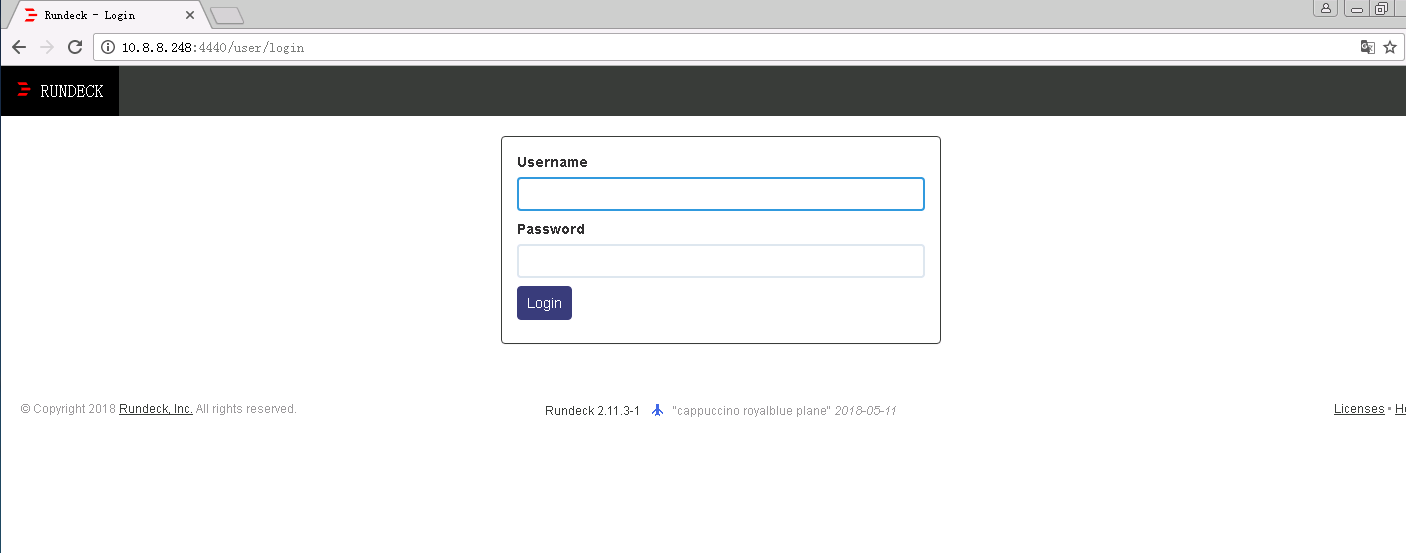 Rundeck - Login
10.8.8.248:4440/user/login
RUNDECK
Username
Password
Login
© Copyright 2018 Rundeck, Inc. All rights reserved.
Rundeck 2.11.3-1 "cappuccino royalblue plane" 2018-05-11
Licenses • He